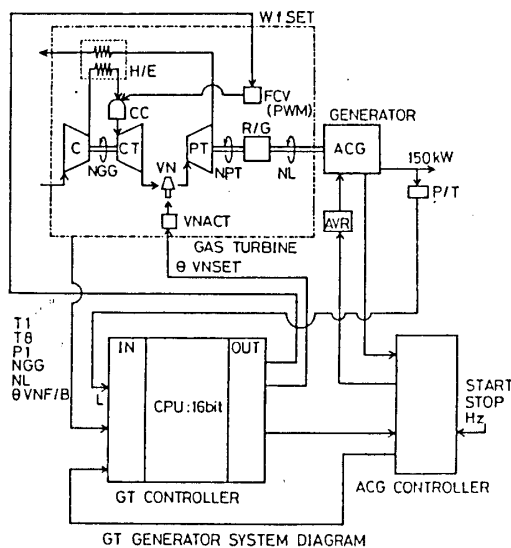 WfSET
H/E
FCV
(PWM)
CC
GENERATOR
R/G
C
CT
VN
PT
ACG
150kW
NGG
NPT
NL
P/T
VNACT
AVR
GAS TURBINE
θ VNSET
T1
T8
P1
NGG
NL
θVNF/B
IN
OUT
L
CPU:16bit
START
STOP
Hz
GT CONTROLLER
ACG CONTROLLER
GT GENERATOR SYSTEM DIAGRAM